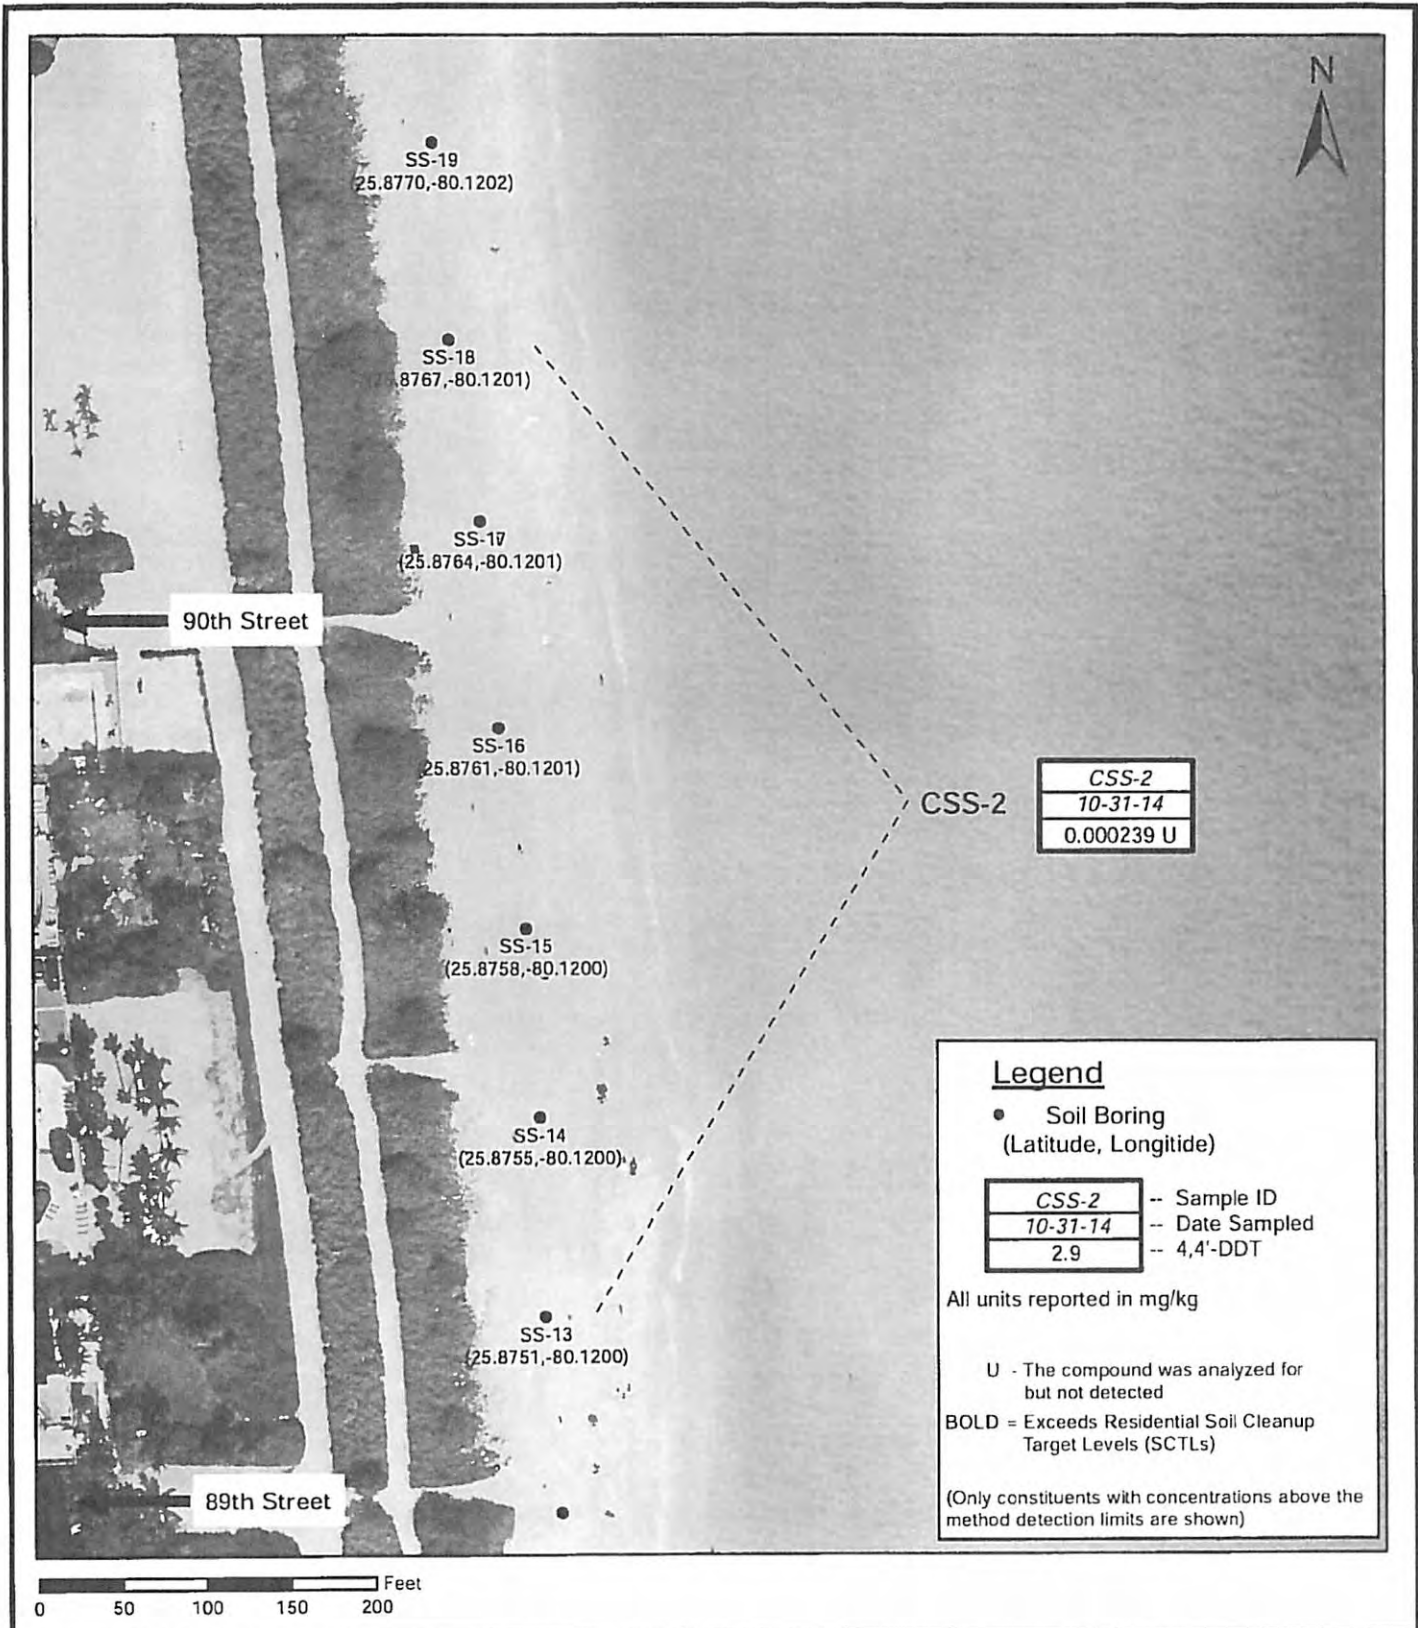 N
SS-19
(25.8770,-80.1202)
SS-18
(25.8767,-80.1201)
SS-17
(25.8764,-80.1201)
90th Street
SS-16
(25.8761,-80.1201)
CSS-2
CSS-2
10-31-14
0.000239 U
SS-15
(25.8758,-80.1200)
SS-14
(25.8755,-80.1200)
SS-13
(25.8751,-80.1200)
89th Street
Legend
Soil Boring
(Latitude, Longitide)
CSS-2 -- Sample ID
10-31-14 -- Date Sampled
2.9 -- 4,4'-DDT
All units reported in mg/kg
U - The compound was analyzed for
but not detected
BOLD = Exceeds Residential Soil Cleanup
Target Levels (SCTLs)
(Only constituents with concentrations above the
method detection limits are shown)
Feet
0 50 100 150 200